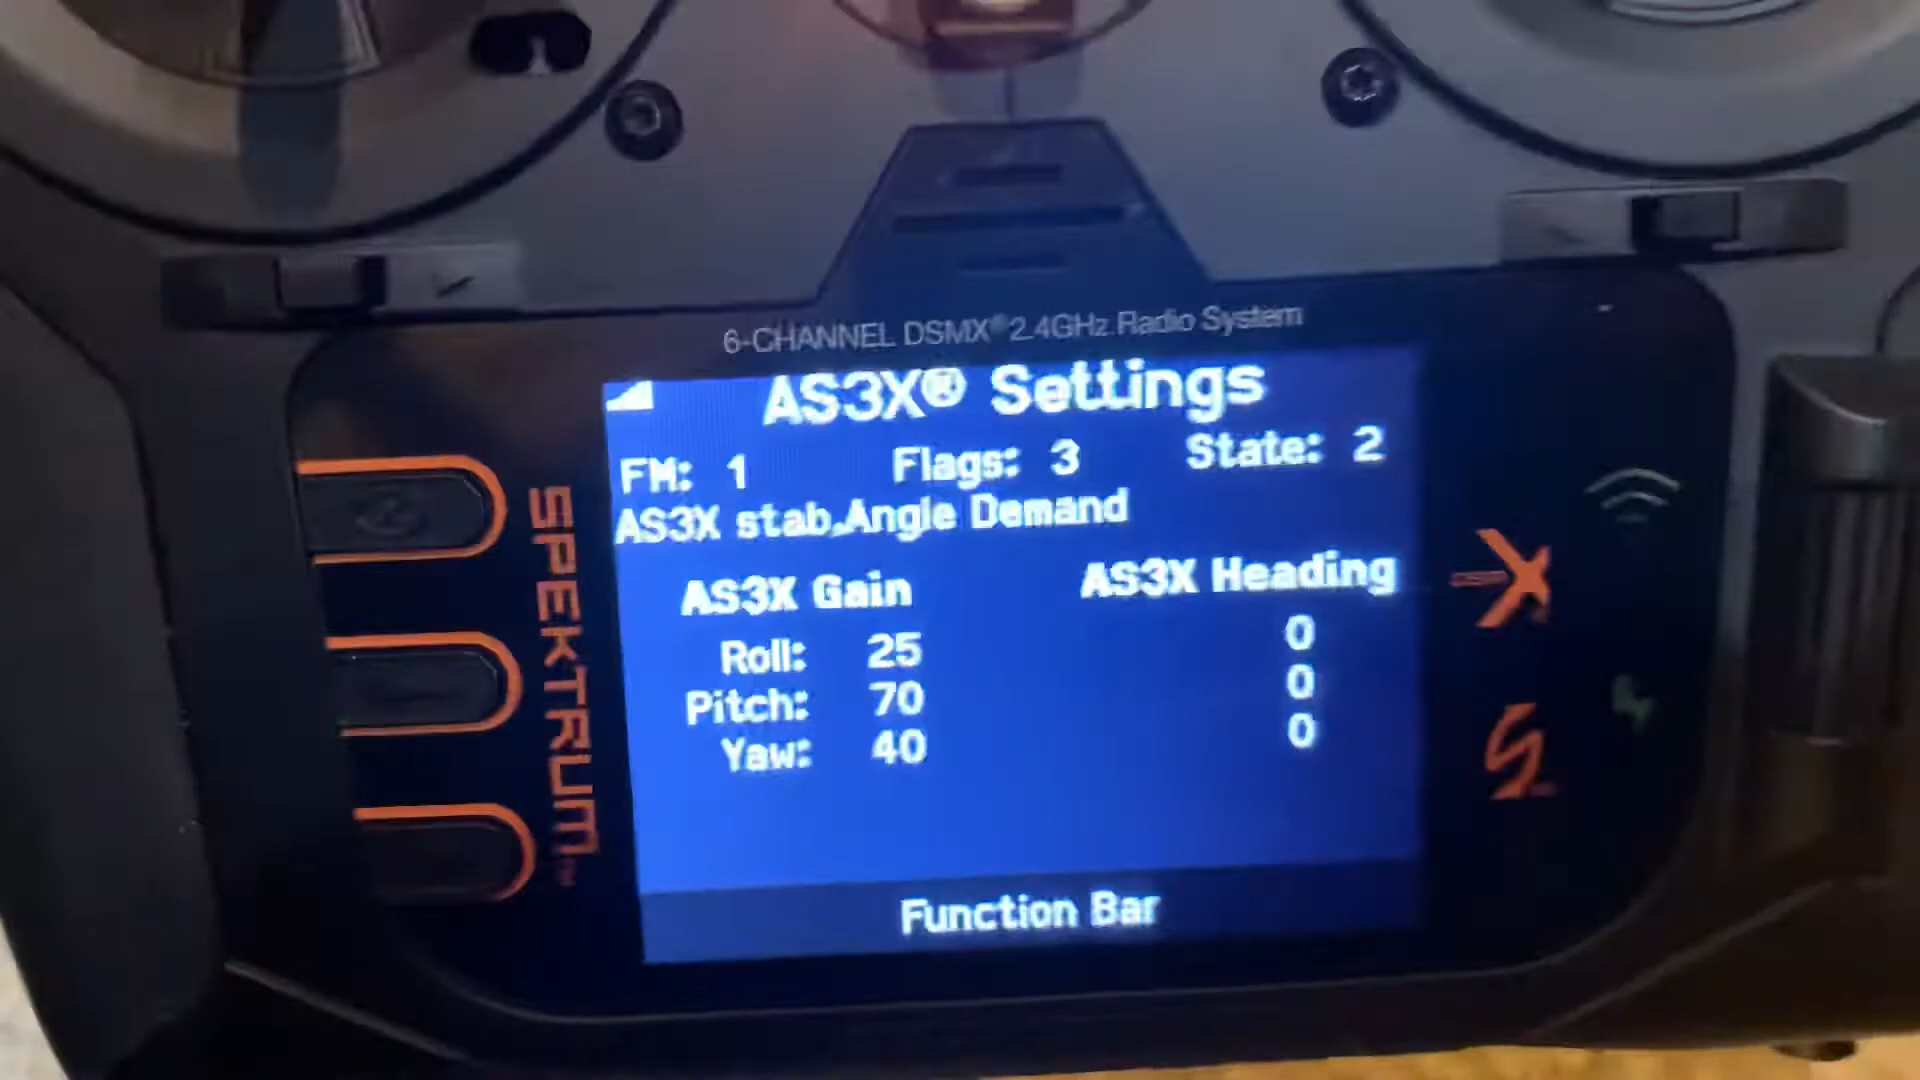 6-CHANNEL DSMX® 2.4GHz Radio System
AS3X® Settings
FM: 1 Flags: 3 State: 2
AS3X stab,Angle Demand
AS3X Gain AS3X Heading
Roll: 25 0
Pitch: 70 0
Yaw: 40 0
Function Bar
SPEKTRUM